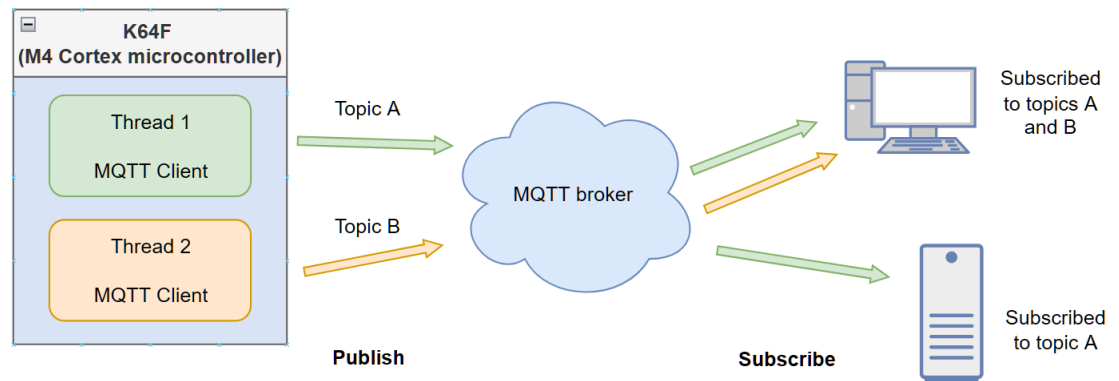 K64F
(M4 Cortex microcontroller)
Thread 1
MQTT Client
Thread 2
MQTT Client
Topic A
Topic B
Publish
MQTT broker
Subscribe
Subscribed
to topics A
and B
Subscribed
to topic A